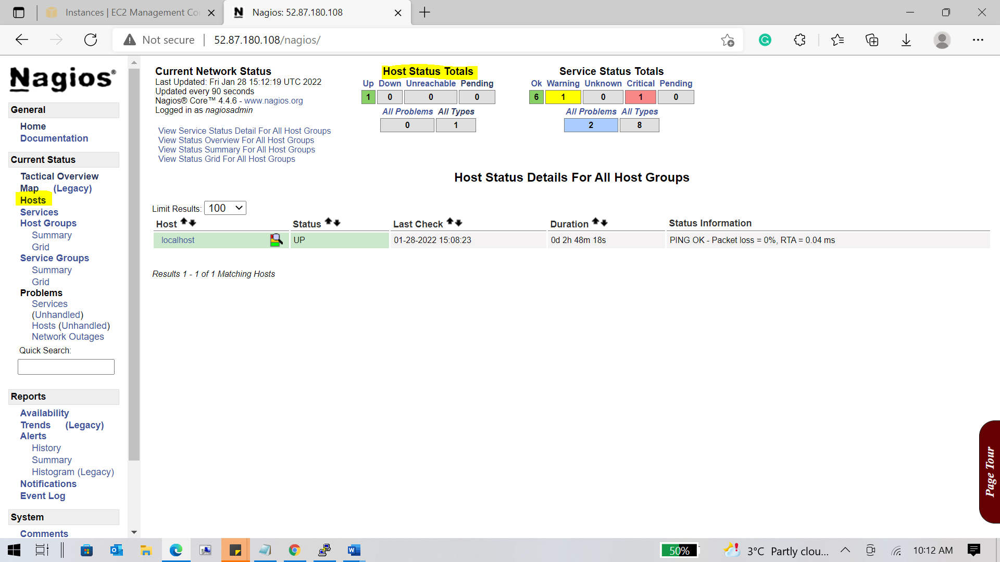 Instances | EC2 Management Co
Nagios: 52.87.180.108
Not secure
52.87.180.108/nagios/
Nagios®
General
Home
Documentation
Current Status
Tactical Overview
Map (Legacy)
Hosts
Services
Host Groups
Summary
Grid
Service Groups
Summary
Grid
Problems
Services
(Unhandled)
Hosts (Unhandled)
Network Outages
Quick Search:
Reports
Availability
Trends (Legacy)
Alerts
History
Summary
Histogram (Legacy)
Notifications
Event Log
System
Comments
Current Network Status
Last Updated: Fri Jan 28 15:12:19 UTC 2022
Updated every 90 seconds
Nagios® Core™ 4.4.6 - www.nagios.org
Logged in as nagiosadmin
View Service Status Detail For All Host Groups
View Status Overview For All Host Groups
View Status Summary For All Host Groups
View Status Grid For All Host Groups
Host Status Totals
Up Down Unreachable Pending
1 0 0 0
All Problems All Types
0 1
Service Status Totals
Ok Warning Unknown Critical Pending
6 1 0 1 0
All Problems All Types
2 8
Host Status Details For All Host Groups
Limit Results: 100
Host Status Last Check Duration Status Information
localhost UP 01-28-2022 15:08:23 0d 2h 48m 18s PING OK - Packet loss = 0%, RTA = 0.04 ms
Results 1 - 1 of 1 Matching Hosts
Page Tour
50%
3°C Partly clou...
10:12 AM